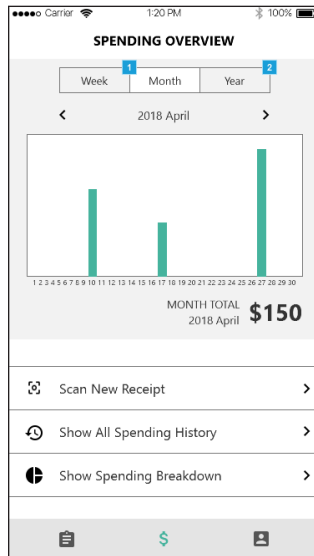 Carrier 1:20 PM 100%
SPENDING OVERVIEW
1 2
Week Month Year
2018 April
1 2 3 4 5 6 7 8 9 10 11 12 13 14 15 16 17 18 19 20 21 22 23 24 25 26 27 28 29 30
MONTH TOTAL
2018 April $150
Scan New Receipt
Show All Spending History
Show Spending Breakdown
$